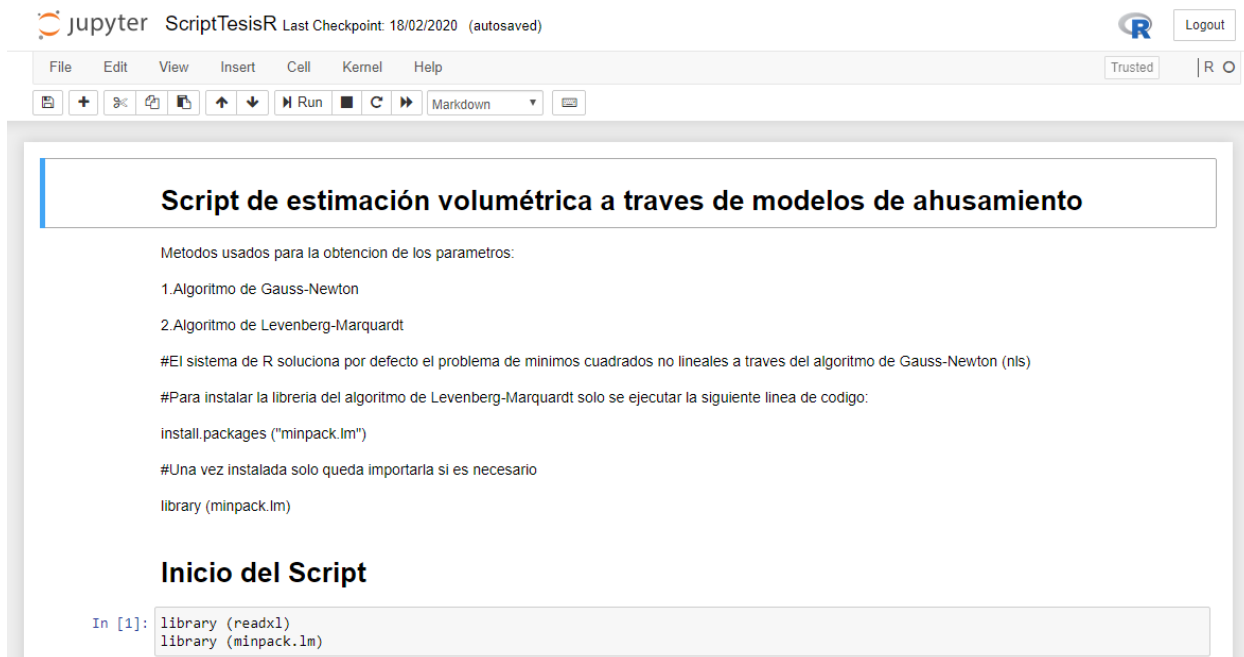 jupyter ScriptTesisR Last Checkpoint: 18/02/2020 (autosaved) R Logout
File Edit View Insert Cell Kernel Help Trusted R
Run Markdown
Script de estimación volumétrica a traves de modelos de ahusamiento
Metodos usados para la obtencion de los parametros:
1.Algoritmo de Gauss-Newton
2.Algoritmo de Levenberg-Marquardt
#El sistema de R soluciona por defecto el problema de minimos cuadrados no lineales a traves del algoritmo de Gauss-Newton (nls)
#Para instalar la libreria del algoritmo de Levenberg-Marquardt solo se ejecutar la siguiente linea de codigo:
install.packages ("minpack.lm")
#Una vez instalada solo queda importarla si es necesario
library (minpack.lm)
Inicio del Script
In [1]: library (readxl)
library (minpack.lm)